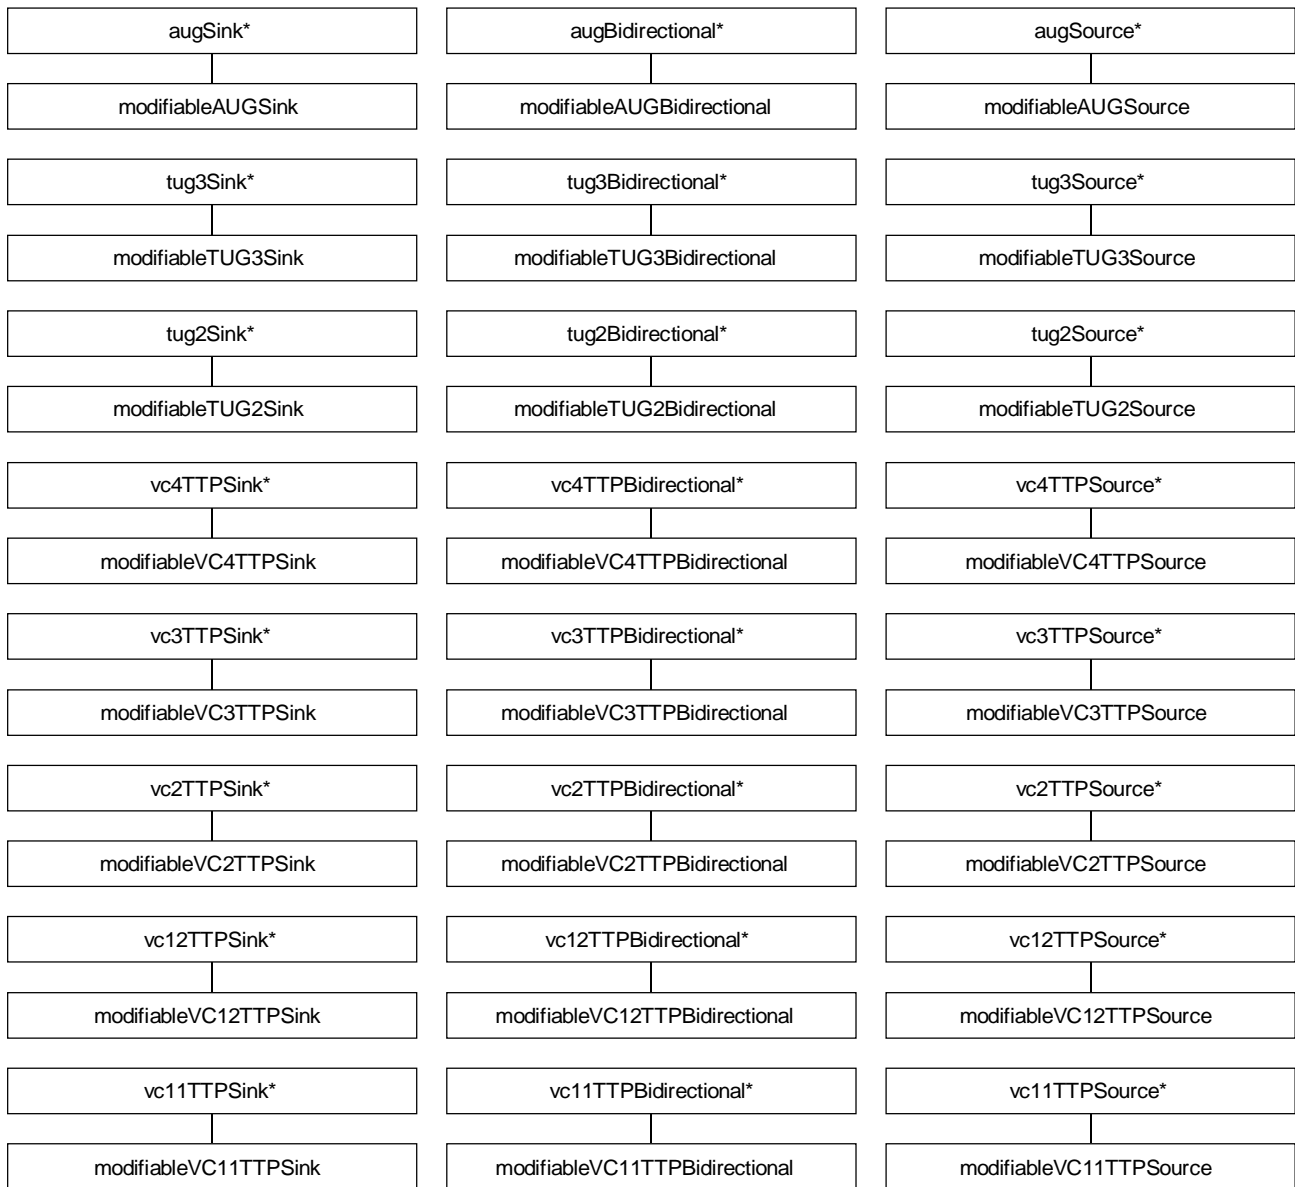 augSink*
augBidirectional*
augSource*
modifiableAUGSink
modifiableAUGBidirectional
modifiableAUGSource
tug3Sink*
tug3Bidirectional*
tug3Source*
modifiableTUG3Sink
modifiableTUG3Bidirectional
modifiableTUG3Source
tug2Sink*
tug2Bidirectional*
tug2Source*
modifiableTUG2Sink
modifiableTUG2Bidirectional
modifiableTUG2Source
vc4TTPSink*
vc4TTPBidirectional*
vc4TTPSource*
modifiableVC4TTPSink
modifiableVC4TTPBidirectional
modifiableVC4TTPSource
vc3TTPSink*
vc3TTPBidirectional*
vc3TTPSource*
modifiableVC3TTPSink
modifiableVC3TTPBidirectional
modifiableVC3TTPSource
vc2TTPSink*
vc2TTPBidirectional*
vc2TTPSource*
modifiableVC2TTPSink
modifiableVC2TTPBidirectional
modifiableVC2TTPSource
vc12TTPSink*
vc12TTPBidirectional*
vc12TTPSource*
modifiableVC12TTPSink
modifiableVC12TTPBidirectional
modifiableVC12TTPSource
vc11TTPSink*
vc11TTPBidirectional*
vc11TTPSource*
modifiableVC11TTPSink
modifiableVC11TTPBidirectional
modifiableVC11TTPSource